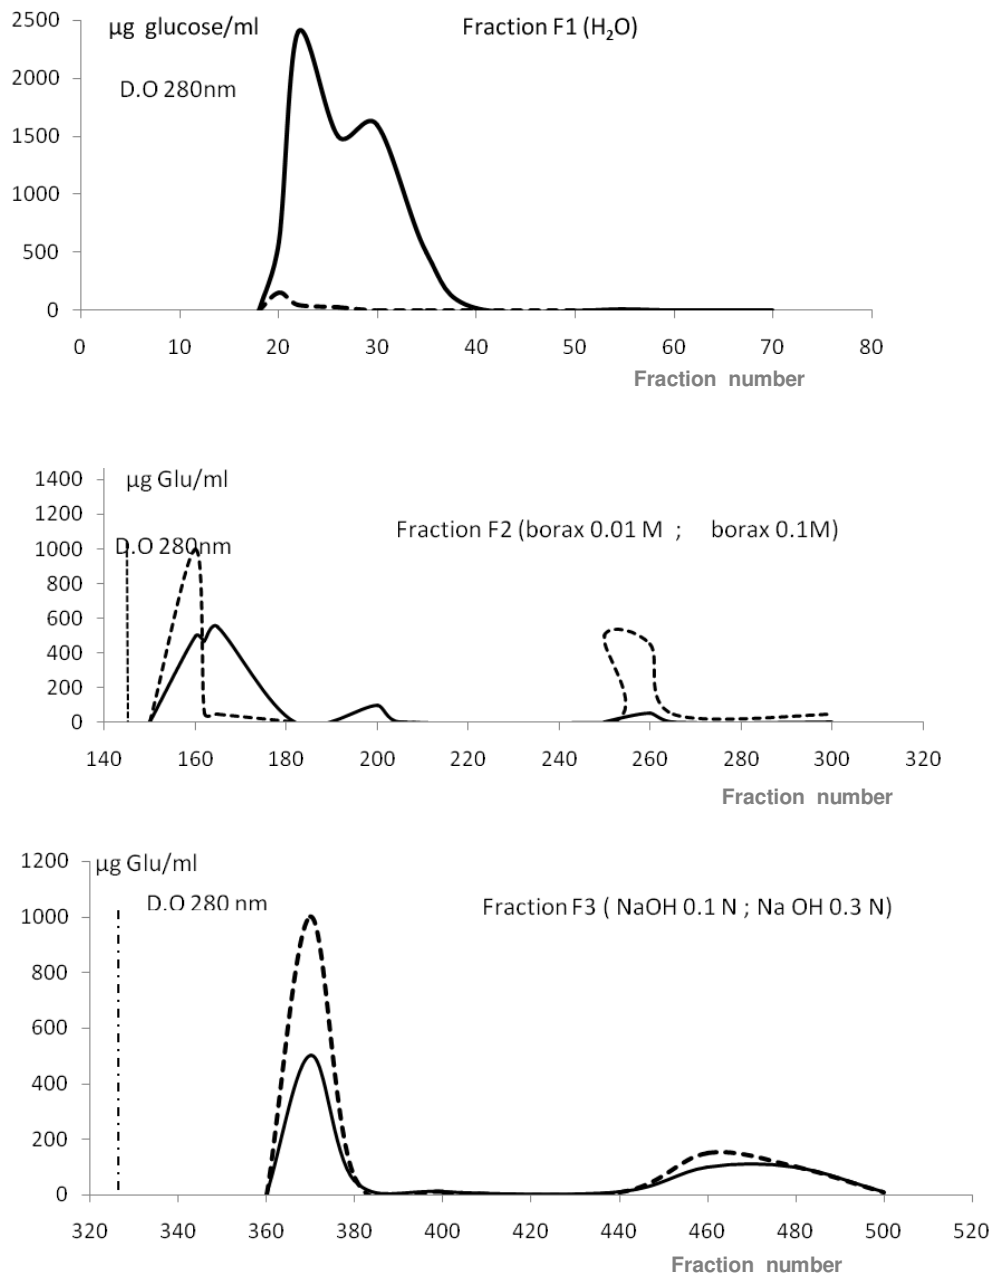 2500 µg glucose/ml Fraction F1 (H₂O)
2000 D.O 280nm
1500
1000
500
0
0 10 20 30 40 50 60 70 80
Fraction number
1400 µg Glu/ml
1200 Fraction F2 (borax 0.01 M ; borax 0.1M)
1000 D.O 280nm
800
600
400
200
0
140 160 180 200 220 240 260 280 300 320
Fraction number
1200 µg Glu/ml
D.O 280 nm Fraction F3 ( NaOH 0.1 N ; Na OH 0.3 N)
1000
800
600
400
200
0
320 340 360 380 400 420 440 460 480 500 520
Fraction number